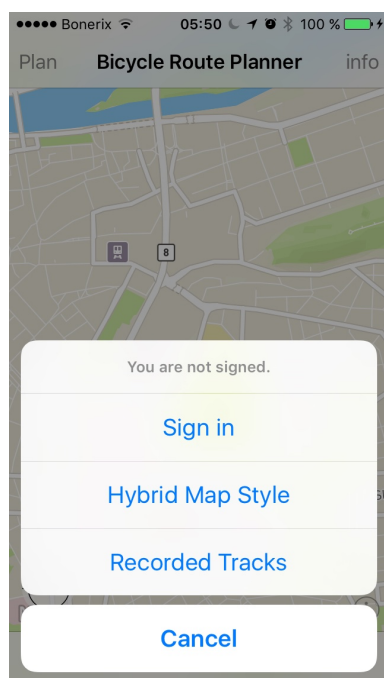 Bonerix 05:50 100 %
Plan Bicycle Route Planner info
8
You are not signed.
Sign in
Hybrid Map Style
Recorded Tracks
Cancel